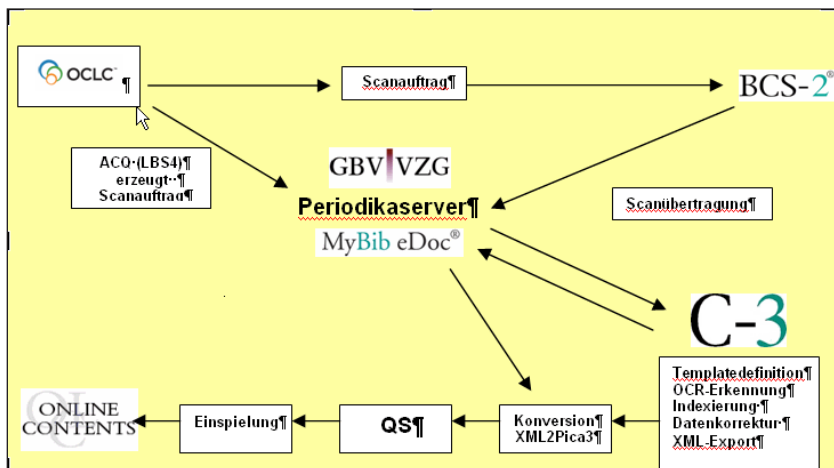 OCLC™ ¶
Scanauftrag¶
BCS-2®
ACQ·(LBS4)¶
erzeugt··¶
Scanauftrag¶
GBV VZG
Periodikaserver¶
MyBib eDoc®
Scanübertragung¶
C-3
Templatedefinition¶
OCR-Erkennung¶
Indexierung·¶
Datenkorrektur·¶
XML-Export¶
Konversion¶
XML2Pica3¶
QS¶
Einspielung¶
ONLINE
CONTENTS